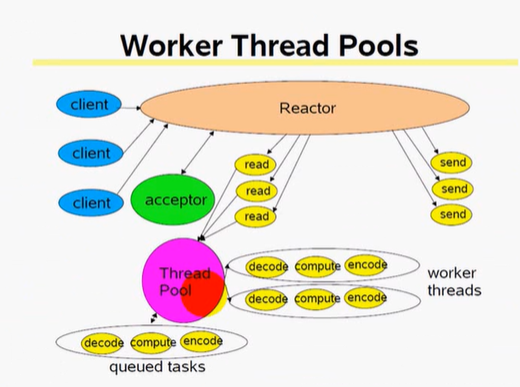 Worker Thread Pools
client
Reactor
client
client
acceptor
read
read
read
send
send
send
Thread
Pool
decode compute encode
decode compute encode
worker
threads
decode compute encode
queued tasks